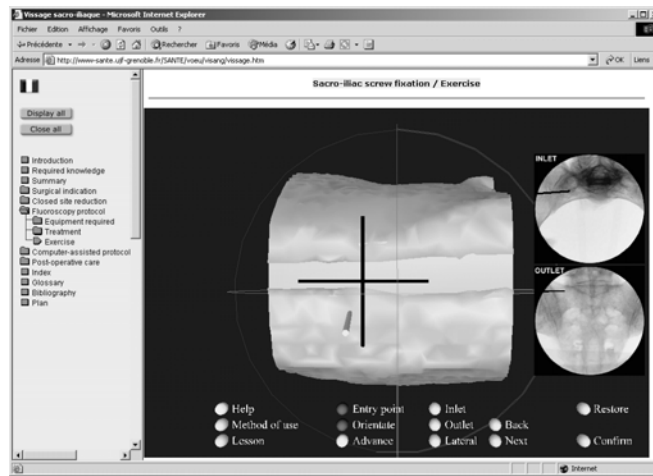 Vissage sacro-iliaque - Microsoft Internet Explorer
Fichier Edition Affichage Favoris Outils ?
Précédente Rechercher Favoris Média
Adresse http://www-sante.ujf-grenoble.fr/SANTE/voeu/visang/vissage.htm OK Liens
Display all
Close all
Introduction
Required knowledge
Summary
Surgical indication
Closed site reduction
Fluoroscopy protocol
Equipment required
Treatment
Exercise
Computer-assisted protocol
Post-operative care
Index
Glossary
Bibliography
Plan
Sacro-iliac screw fixation / Exercise
INLET
OUTLET
Help Entry point Inlet Restore
Method of use Orientate Outlet Back
Lesson Advance Lateral Next Confirm
Internet